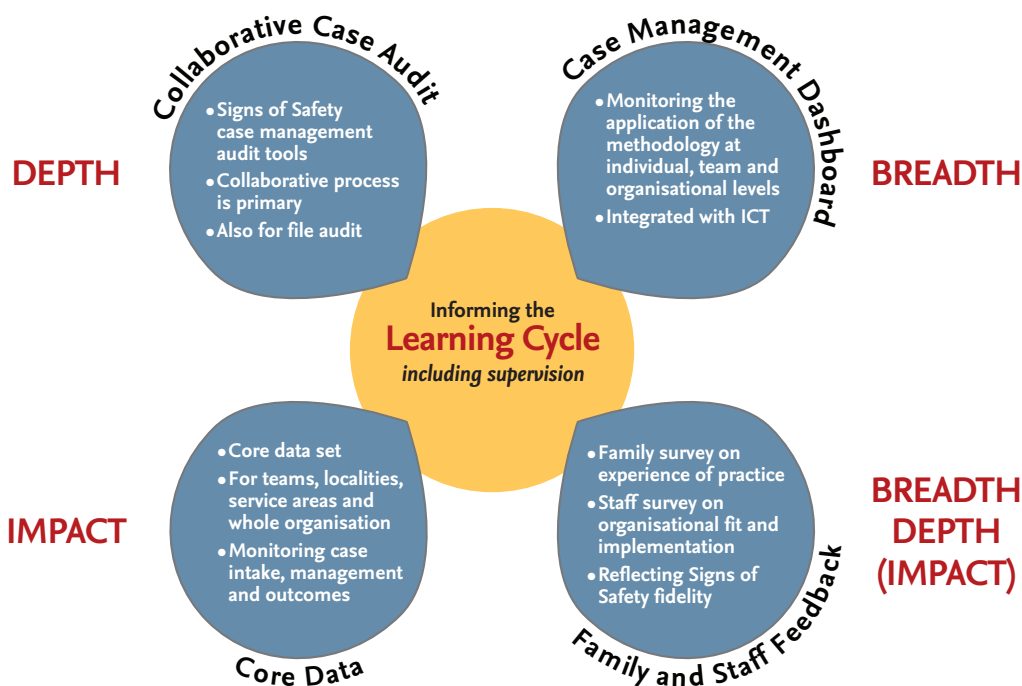 Collaborative Case Audit
DEPTH
• Signs of Safety
case management
audit tools
• Collaborative process
is primary
• Also for file audit
Case Management Dashboard
• Monitoring the
application of the
methodology at
individual, team and
organisational levels
• Integrated with ICT
BREADTH
Informing the
Learning Cycle
including supervision
IMPACT
• Core data set
• For teams, localities,
service areas and
whole organisation
• Monitoring case
intake, management
and outcomes
Core Data
• Family survey on
experience of practice
• Staff survey on
organisational fit and
implementation
• Reflecting Signs of
Safety fidelity
Family and Staff Feedback
BREADTH
DEPTH
(IMPACT)